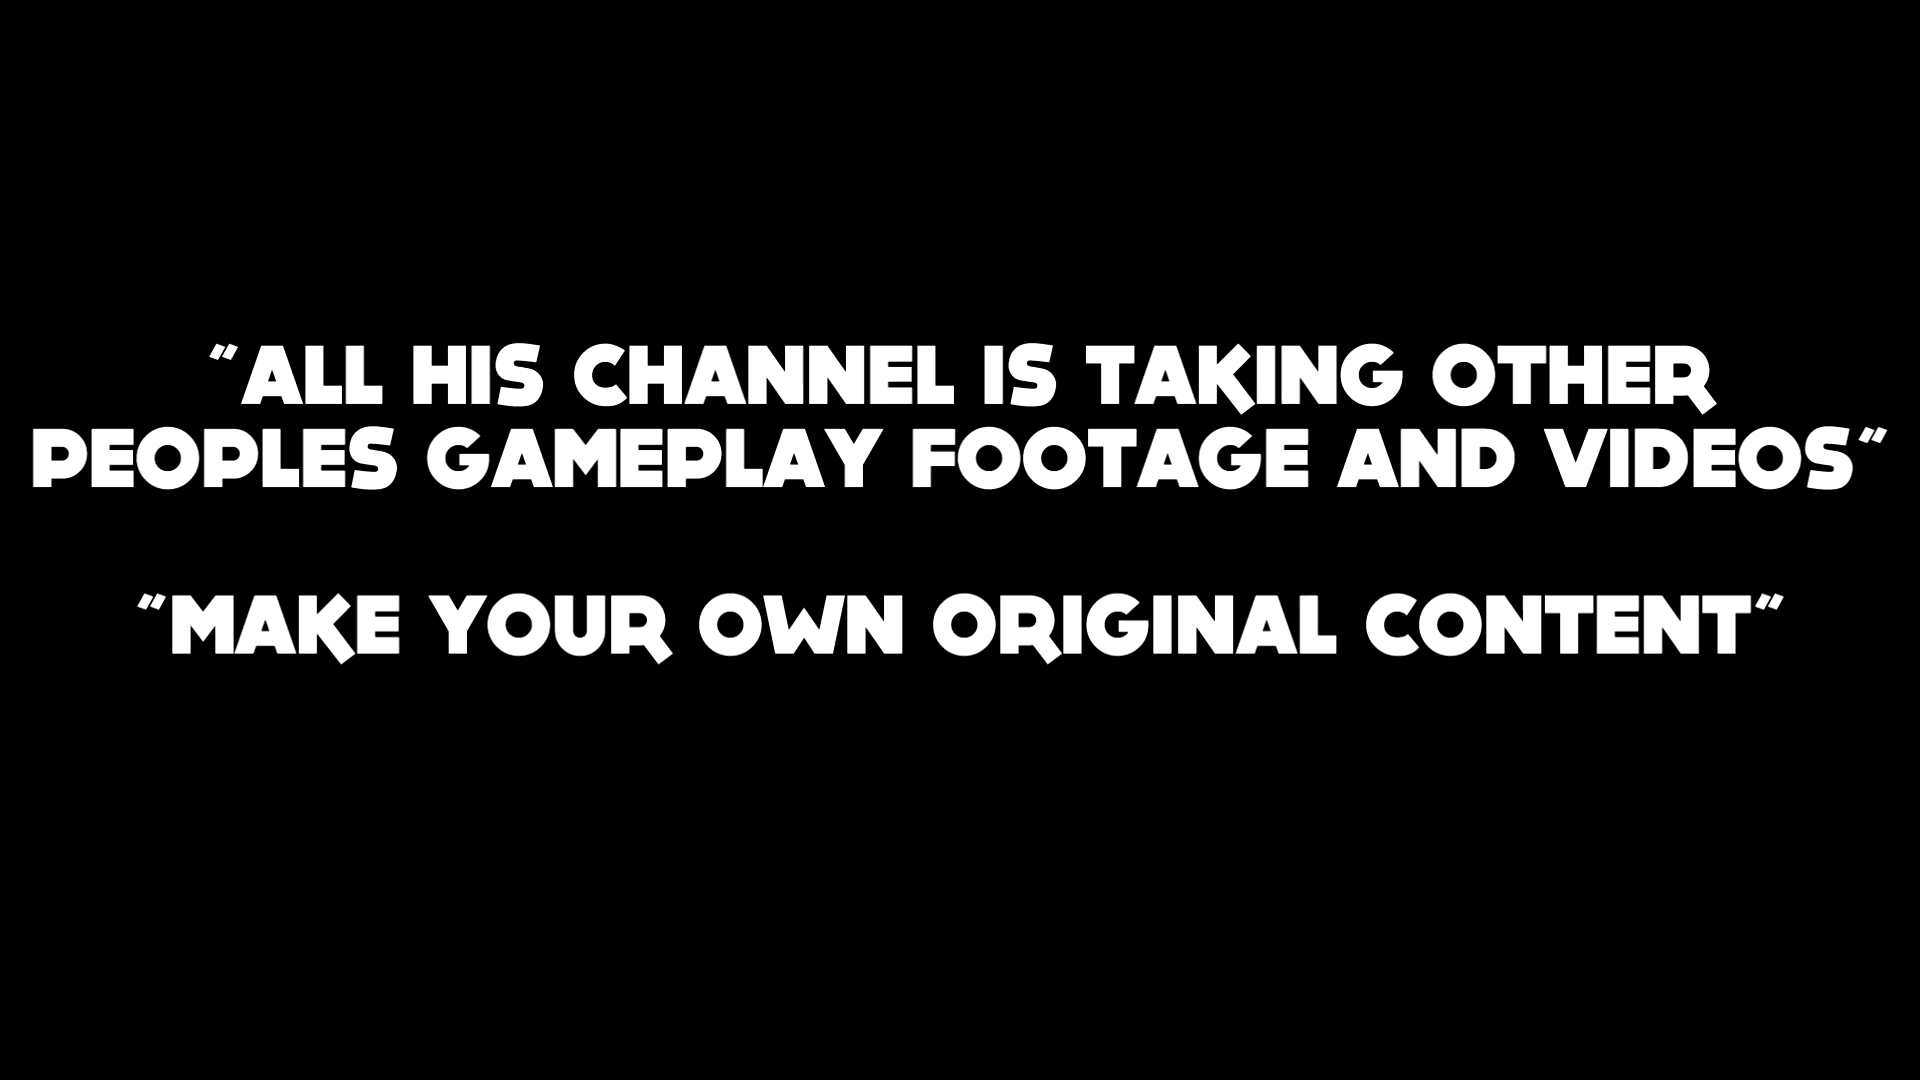 "ALL HIS CHANNEL IS TAKING OTHER
PEOPLES GAMEPLAY FOOTAGE AND VIDEOS"
"MAKE YOUR OWN ORIGINAL CONTENT"